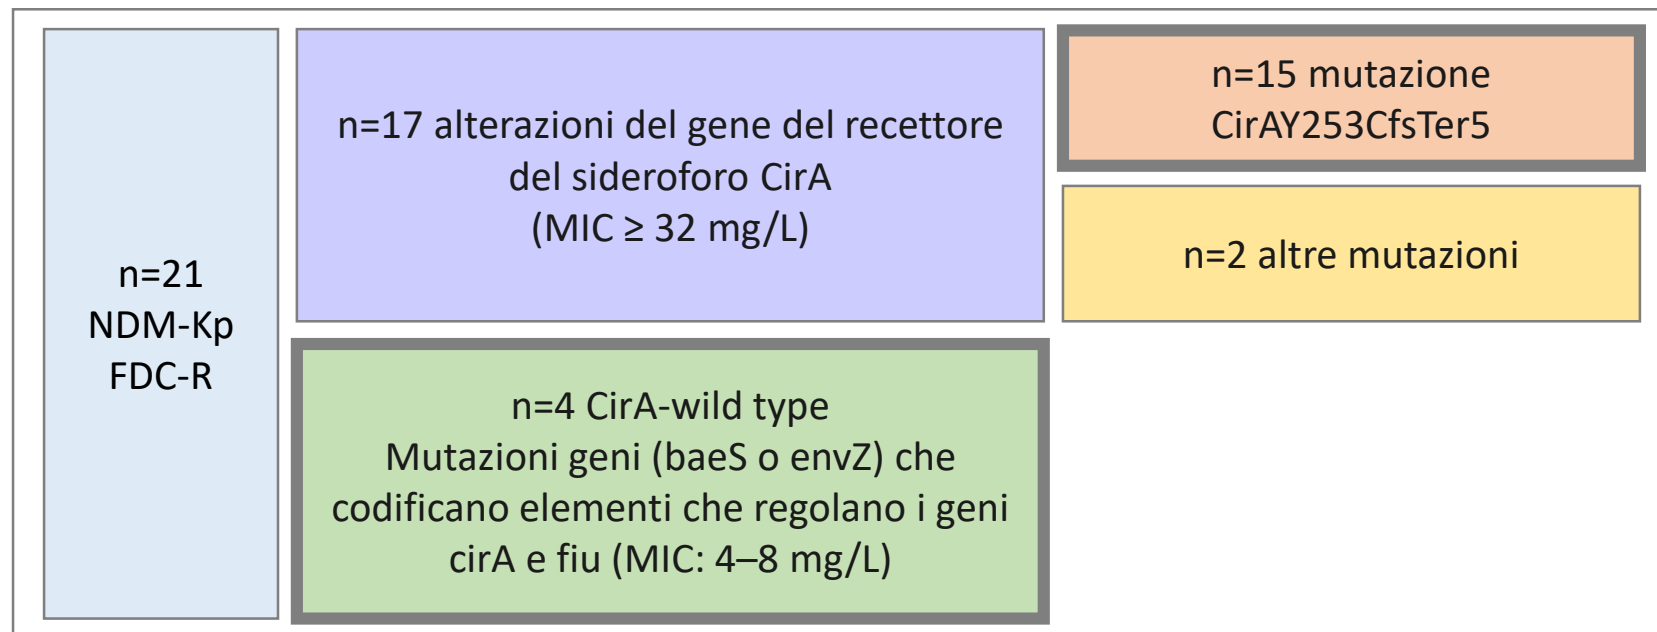 n=21
NDM-Kp
FDC-R
n=17 alterazioni del gene del recettore
del sideroforo CirA
(MIC ≥ 32 mg/L)
n=15 mutazione
CirAY253CfsTer5
n=2 altre mutazioni
n=4 CirA-wild type
Mutazioni geni (baeS o envZ) che
codificano elementi che regolano i geni
cirA e fiu (MIC: 4–8 mg/L)